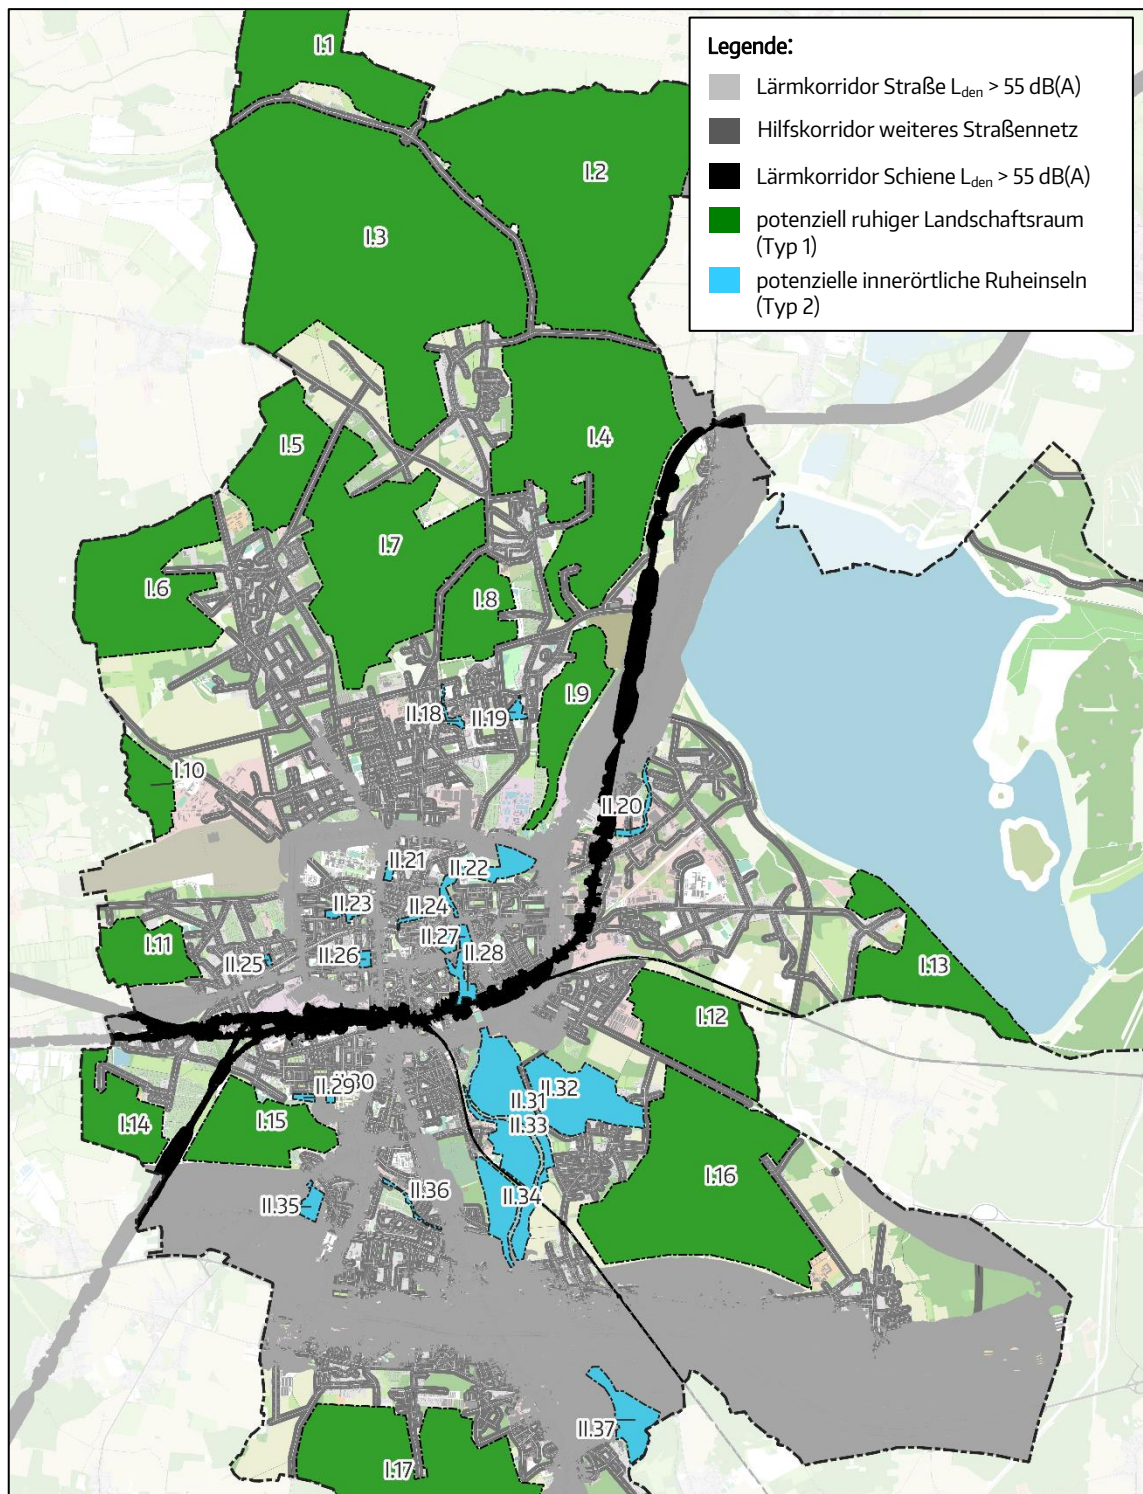 Legende:
Lärmkorridor Straße Lden > 55 dB(A)
Hilfskorridor weiteres Straßennetz
Lärmkorridor Schiene Lden > 55 dB(A)
potenziell ruhiger Landschaftsraum
(Typ 1)
potenzielle innerörtliche Ruheinseln
(Typ 2)
I.1
I.2
I.3
I.4
I.5
I.7
I.6
I.8
I.9
II.18
II.19
I.10
II.20
II.21
II.22
II.23
II.24
I.11
II.27
II.28
II.25
II.26
I.13
I.12
II.29
30
II.32
II.31
I.14
I.15
II.33
I.16
II.34
II.35
II.36
II.37
I.17